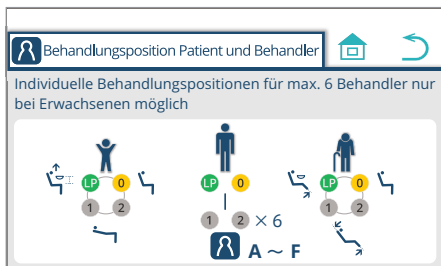 Behandlungsposition Patient und Behandler
Individuelle Behandlungspositionen für max. 6 Behandler nur
bei Erwachsenen möglich
LP 0 LP 0 LP 0
1 2 1 2 × 6 1 2
A ~ F